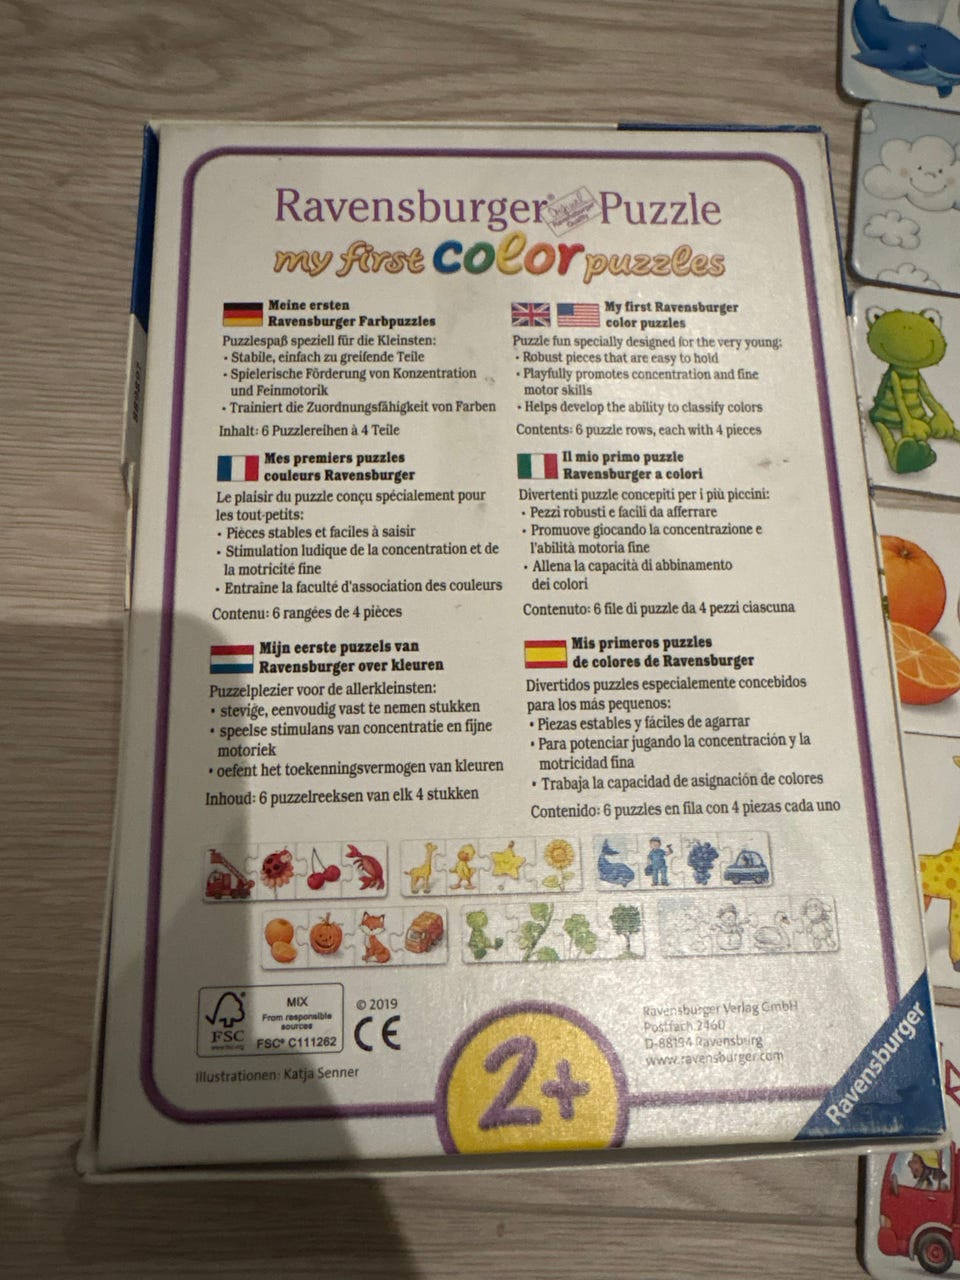 Ravensburger® Puzzle
Original Ravensburger Quality
my first color puzzles
Meine ersten
Ravensburger Farbpuzzles
Puzzlespaß speziell für die Kleinsten:
• Stabile, einfach zu greifende Teile
• Spielerische Förderung von Konzentration
und Feinmotorik
• Trainiert die Zuordnungsfähigkeit von Farben
Inhalt: 6 Puzzlereihen à 4 Teile
My first Ravensburger
color puzzles
Puzzle fun specially designed for the very young:
• Robust pieces that are easy to hold
• Playfully promotes concentration and fine
motor skills
• Helps develop the ability to classify colors
Contents: 6 puzzle rows, each with 4 pieces
Mes premiers puzzles
couleurs Ravensburger
Le plaisir du puzzle conçu spécialement pour
les tout-petits:
• Pièces stables et faciles à saisir
• Stimulation ludique de la concentration et de
la motricité fine
• Entraîne la faculté d'association des couleurs
Contenu: 6 rangées de 4 pièces
Il mio primo puzzle
Ravensburger a colori
Divertenti puzzle concepiti per i più piccini:
• Pezzi robusti e facili da afferrare
• Promuove giocando la concentrazione e
l'abilità motoria fine
• Allena la capacità di abbinamento
dei colori
Contenuto: 6 file di puzzle da 4 pezzi ciascuna
Mijn eerste puzzels van
Ravensburger over kleuren
Puzzelplezier voor de allerkleinsten:
• stevige, eenvoudig vast te nemen stukken
• speelse stimulans van concentratie en fijne
motoriek
• oefent het toekenningsvermogen van kleuren
Inhoud: 6 puzzelreeksen van elk 4 stukken
Mis primeros puzzles
de colores de Ravensburger
Divertidos puzzles especialmente concebidos
para los más pequenos:
• Piezas estables y fáciles de agarrar
• Para potenciar jugando la concentración y la
motricidad fina
• Trabaja la capacidad de asignación de colores
Contenido: 6 puzzles en fila con 4 piezas cada uno
FSC
www.fsc.org
MIX
From responsible
sources
FSC® C111262
© 2019
CE
Illustrationen: Katja Senner
2+
Ravensburger Verlag GmbH
Postfach 2460
D-88194 Ravensburg
www.ravensburger.com
Ravensburger